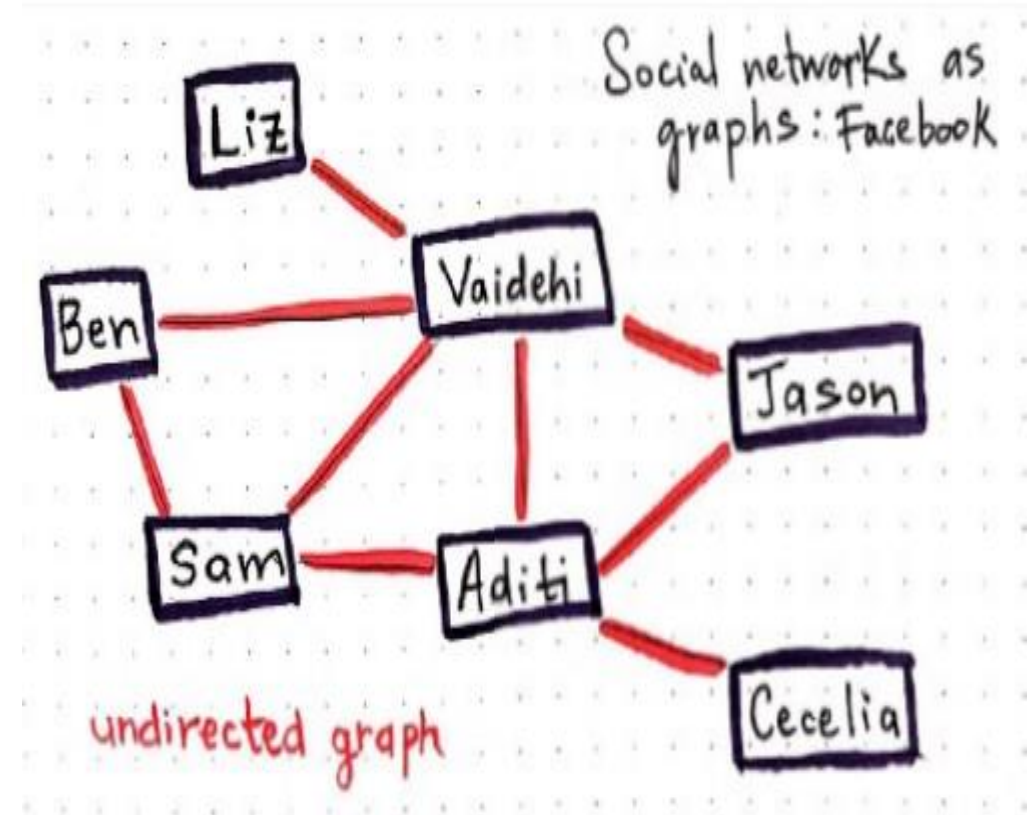 Social networks as
graphs: Facebook
Liz
Vaidehi
Ben
Jason
Sam
Aditi
Cecelia
undirected graph